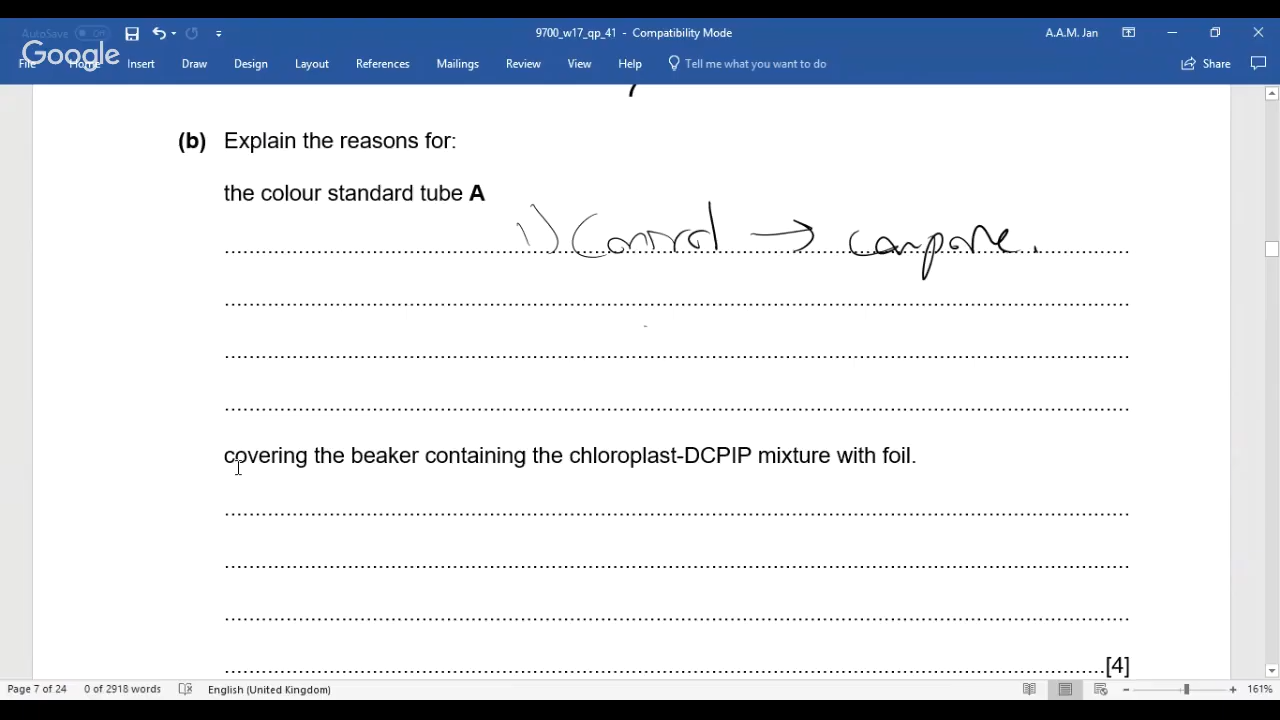 AutoSave Off
9700_w17_qp_41 - Compatibility Mode
A.A.M. Jan
Google
File Home Insert Draw Design Layout References Mailings Review View Help Tell me what you want to do Share
(b) Explain the reasons for:
the colour standard tube A
1) Control → compare.
covering the beaker containing the chloroplast-DCPIP mixture with foil.
[4]
Page 7 of 24 0 of 2918 words English (United Kingdom) 161%